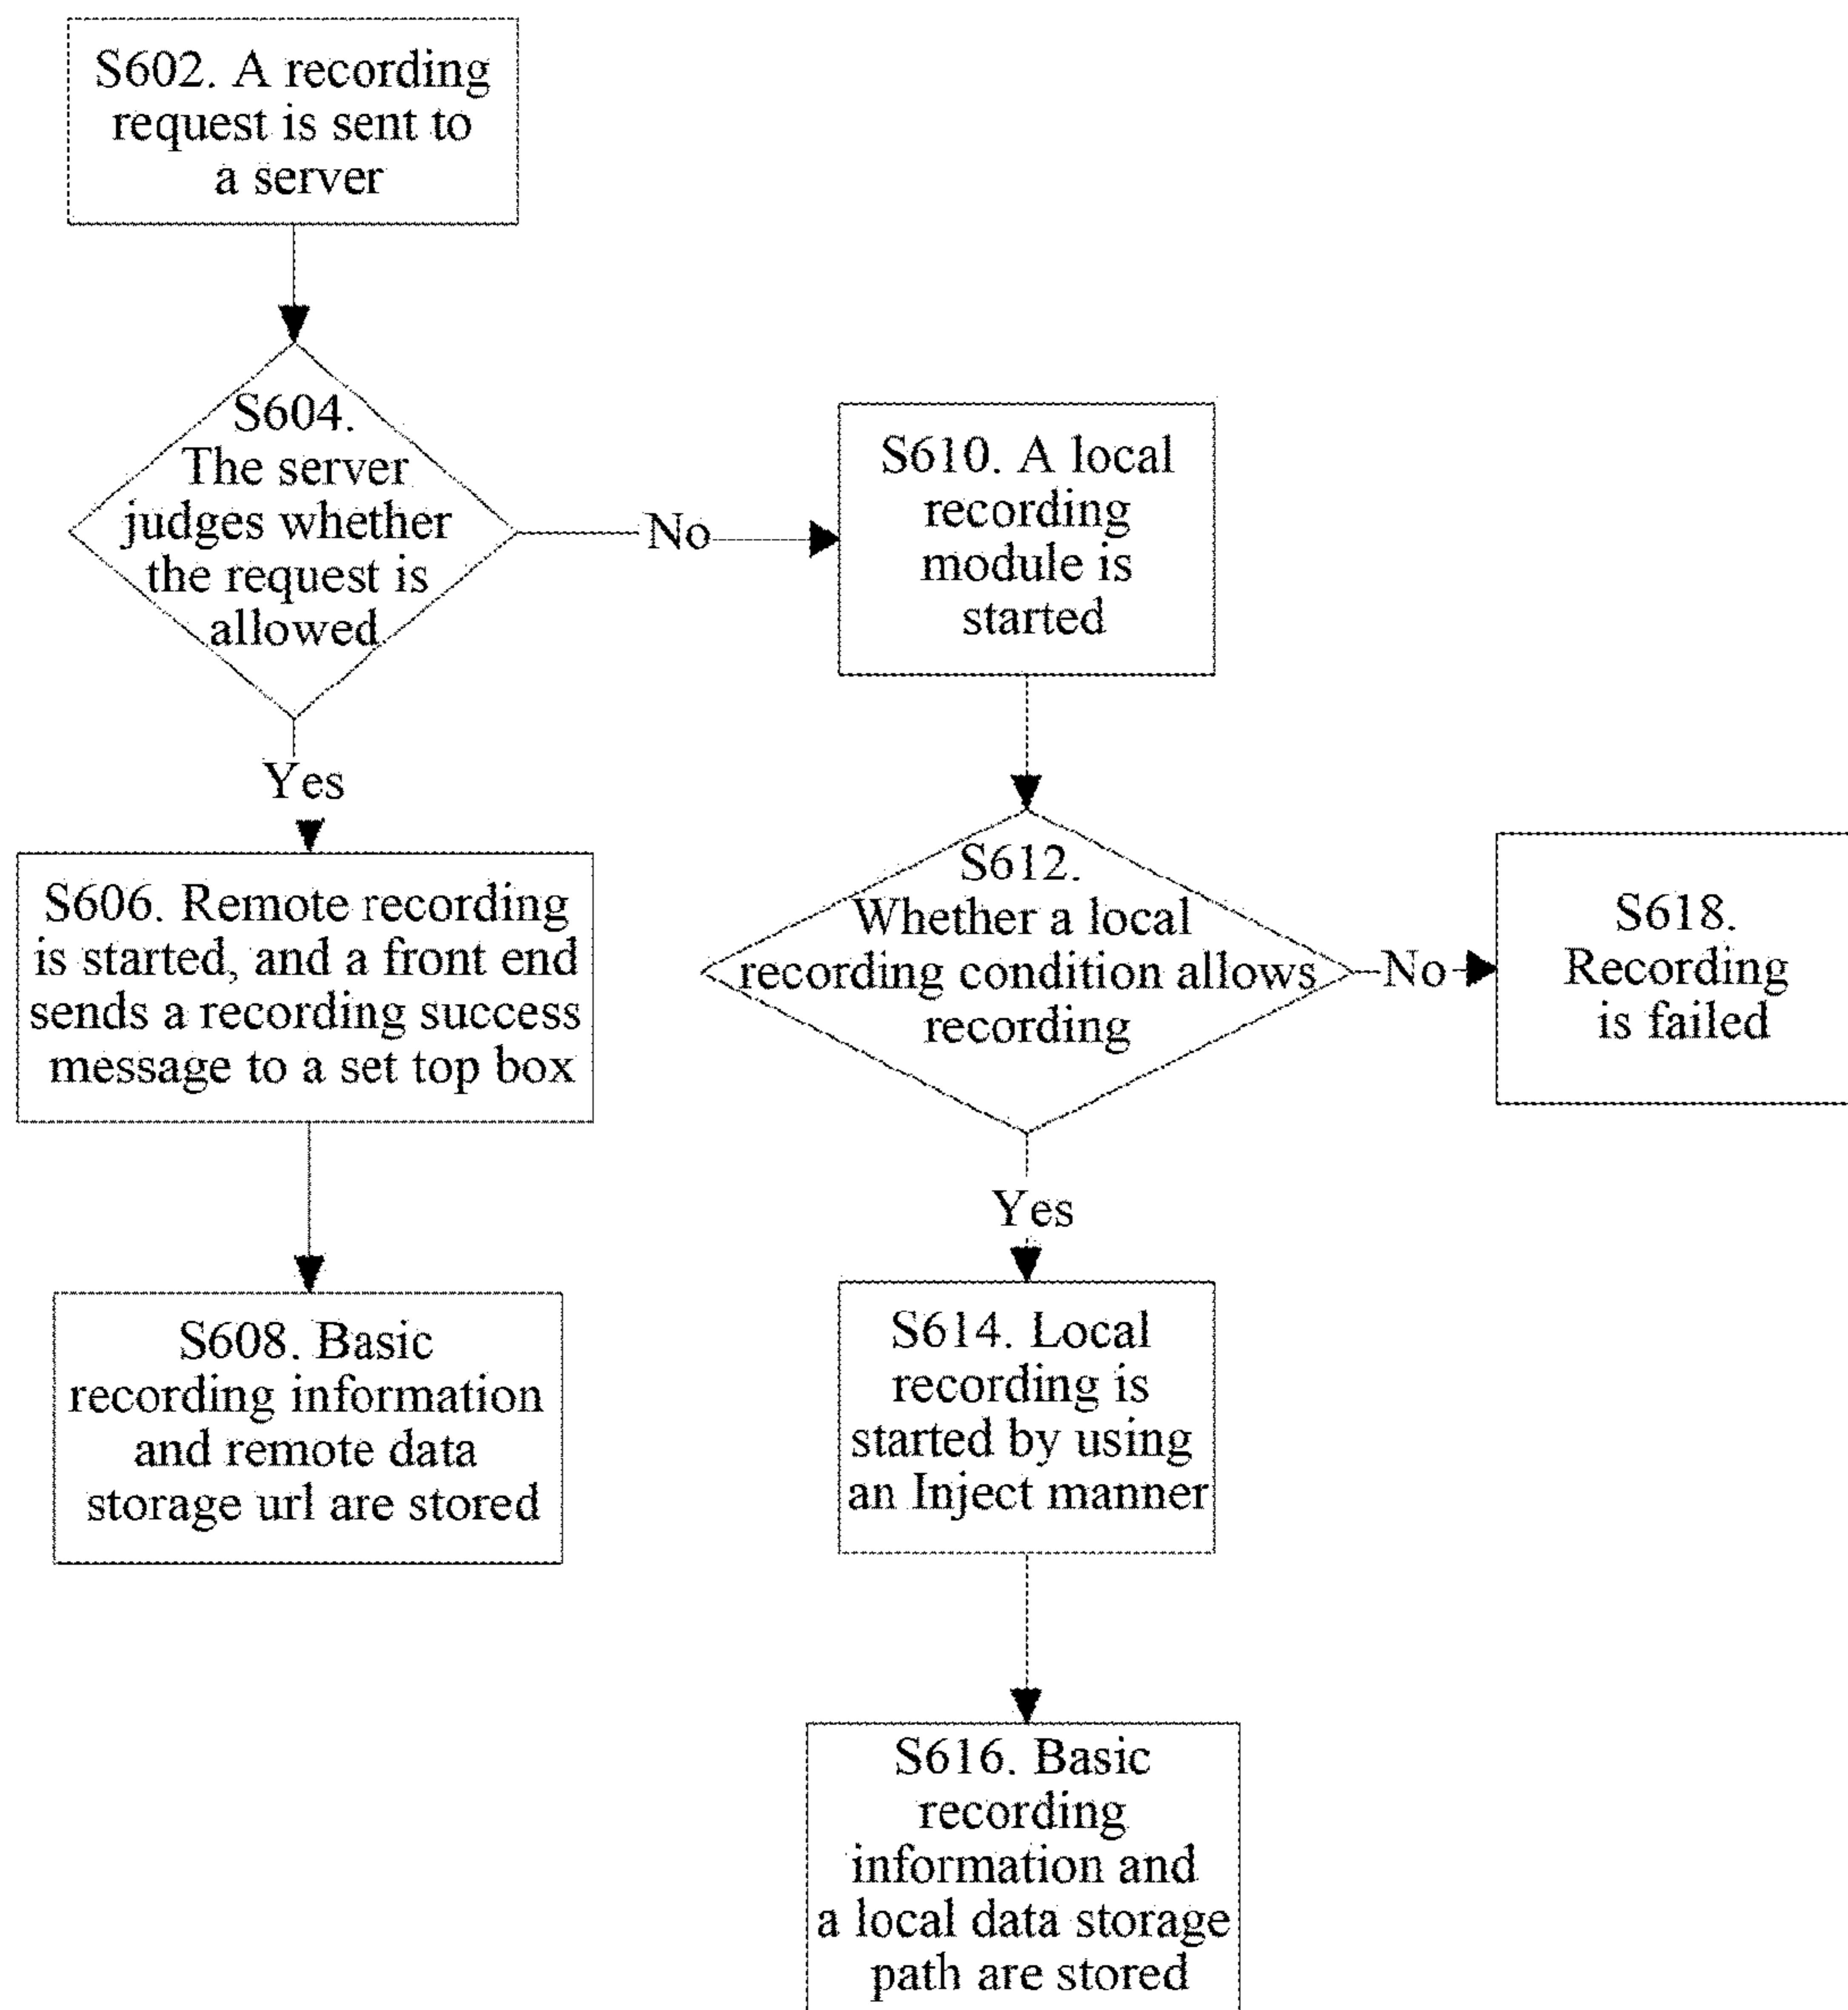 S602. A recording
request is sent to
a server
S604.
The server
judges whether
the request is
allowed
No
Yes
S606. Remote recording
is started, and a front end
sends a recording success
message to a set top box
S608. Basic
recording information
and remote data
storage url are stored
S610. A local
recording
module is
started
S612.
Whether a local
recording condition allows
recording
No
S618.
Recording
is failed
Yes
S614. Local
recording is
started by using
an Inject manner
S616. Basic
recording
information and
a local data storage
path are stored